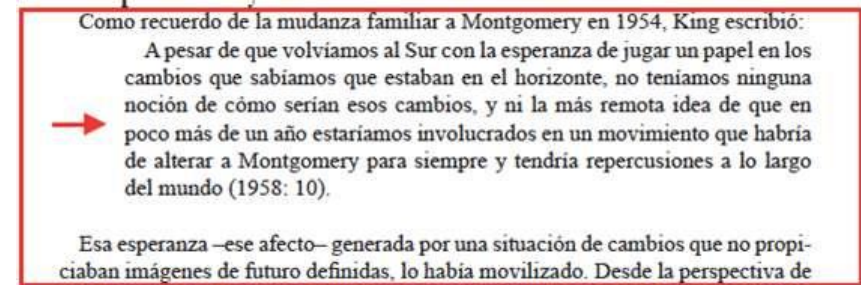 Como recuerdo de la mudanza familiar a Montgomery en 1954, King escribió:
A pesar de que volvíamos al Sur con la esperanza de jugar un papel en los
cambios que sabíamos que estaban en el horizonte, no teníamos ninguna
noción de cómo serían esos cambios, y ni la más remota idea de que en
poco más de un año estaríamos involucrados en un movimiento que habría
de alterar a Montgomery para siempre y tendría repercusiones a lo largo
del mundo (1958: 10).
Esa esperanza –ese afecto– generada por una situación de cambios que no propi-
ciaban imágenes de futuro definidas, lo había movilizado. Desde la perspectiva de